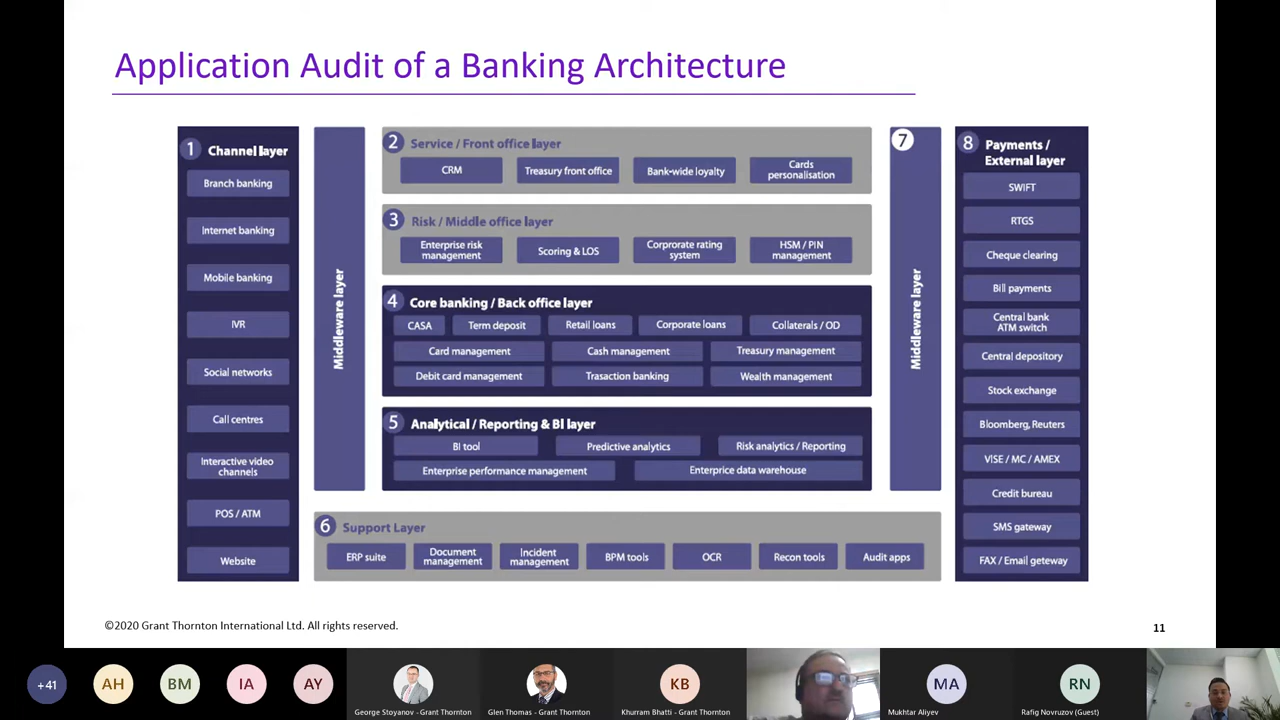 Application Audit of a Banking Architecture
1 Channel layer
Branch banking
Internet banking
Mobile banking
IVR
Social networks
Call centres
Interactive video
channels
POS / ATM
Website
Middleware layer
2 Service / Front office layer
CRM
Treasury front office
Bank-wide loyalty
Cards
personalisation
3 Risk / Middle office layer
Enterprise risk
management
Scoring & LOS
Corprorate rating
system
HSM / PIN
management
4 Core banking / Back office layer
CASA
Term deposit
Retail loans
Corporate loans
Collaterals / OD
Card management
Cash management
Treasury management
Debit card management
Trasaction banking
Wealth management
5 Analytical / Reporting & BI layer
BI tool
Predictive analytics
Risk analytics / Reporting
Enterprise performance management
Enterprice data warehouse
6 Support Layer
ERP suite
Document
management
Incident
management
BPM tools
OCR
Recon tools
Audit apps
7
Middleware layer
8 Payments /
External layer
SWIFT
RTGS
Cheque clearing
Bill payments
Central bank
ATM switch
Central depository
Stock exchange
Bloomberg, Reuters
VISE / MC / AMEX
Credit bureau
SMS gateway
FAX / Email geteway
©2020 Grant Thornton International Ltd. All rights reserved.
11
+41
AH
BM
IA
AY
George Stoyanov - Grant Thornton
Glen Thomas - Grant Thornton
KB
Khurram Bhatti - Grant Thornton
MA
Mukhtar Aliyev
RN
Rafig Novruzov (Guest)